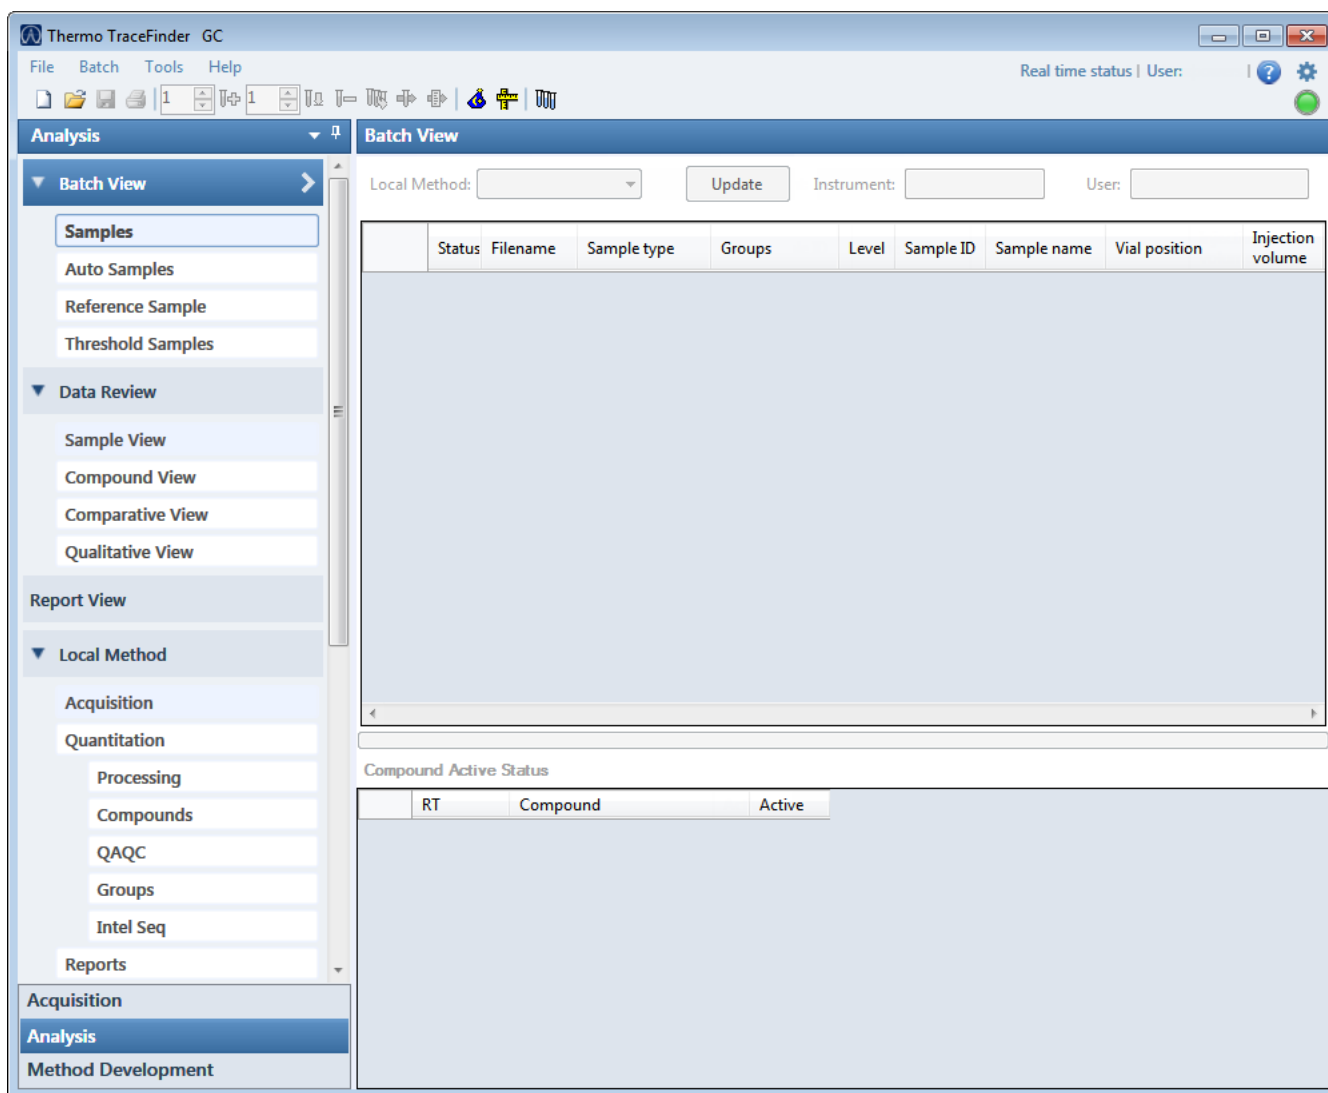 Thermo TraceFinder GC
File Batch Tools Help
Real time status | User: |
1 1
Analysis
Batch View
Batch View
Samples
Auto Samples
Reference Sample
Threshold Samples
Data Review
Sample View
Compound View
Comparative View
Qualitative View
Report View
Local Method
Acquisition
Quantitation
Processing
Compounds
QAQC
Groups
Intel Seq
Reports
Acquisition
Analysis
Method Development
Local Method: Update Instrument: User:
Status Filename Sample type Groups Level Sample ID Sample name Vial position Injection volume
Compound Active Status
RT Compound Active